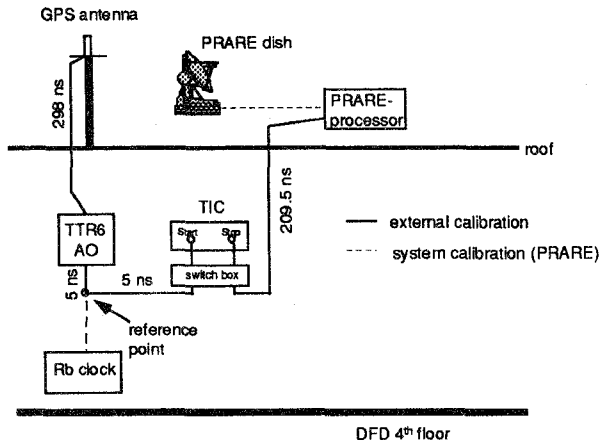 GPS antenna
PRARE dish
298 ns
PRARE-
processor
roof
209.5 ns
TIC
Start
Stop
TTR6
AO
external calibration
system calibration (PRARE)
switch box
5 ns
5 ns
reference
point
Rb clock
DFD 4th floor